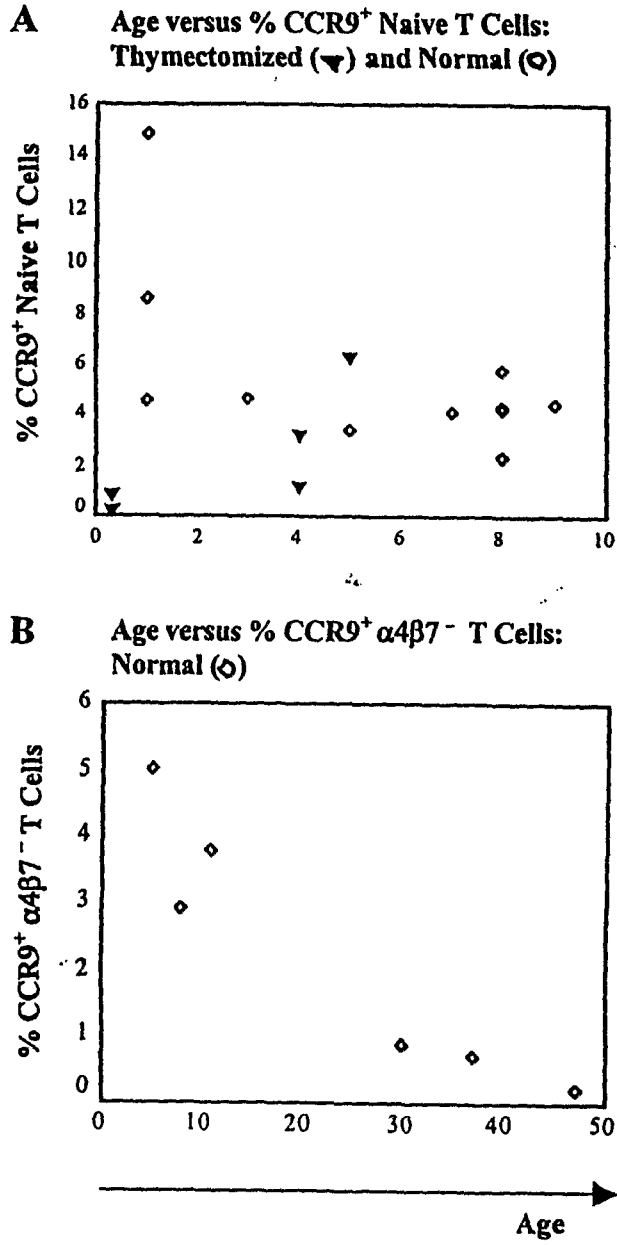 A Age versus % CCR9+ Naive T Cells:
Thymectomized (▼) and Normal (◇)
% CCR9+ Naive T Cells
16
14
12
10
8
6
4
2
0
0 2 4 6 8 10
B Age versus % CCR9+ α4β7− T Cells:
Normal (◇)
% CCR9+ α4β7− T Cells
6
5
4
3
2
1
0
0 10 20 30 40 50
Age